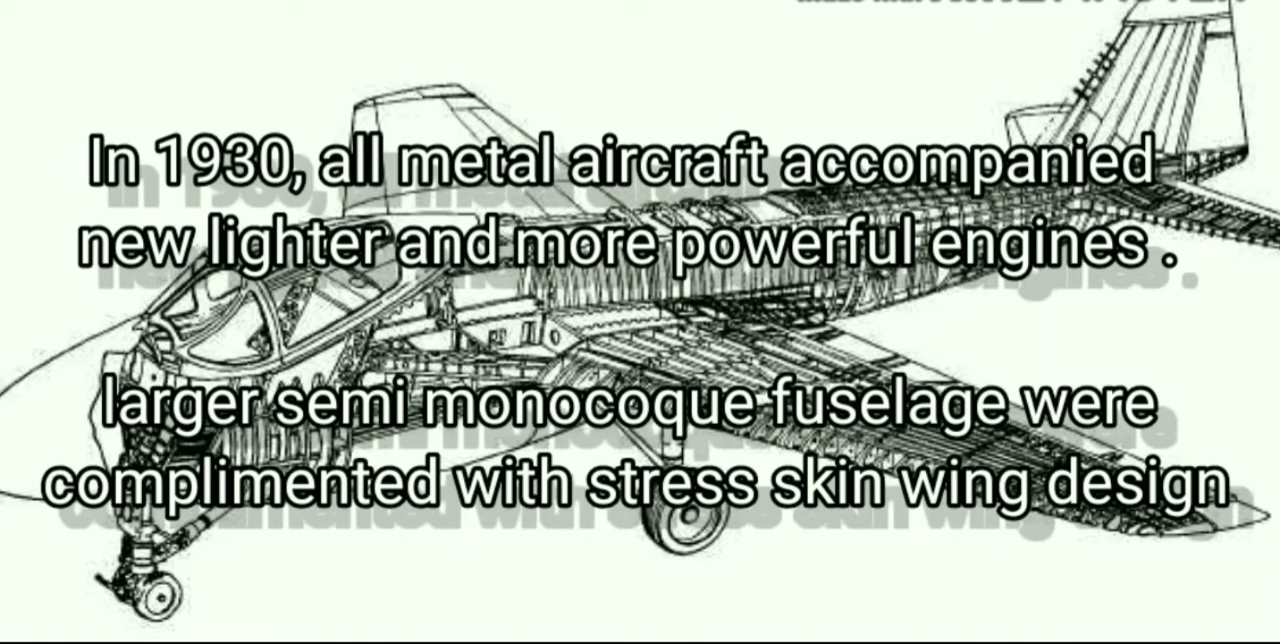 In 1930, all metal aircraft accompanied
new lighter and more powerful engines .
larger semi monocoque fuselage were
complimented with stress skin wing design